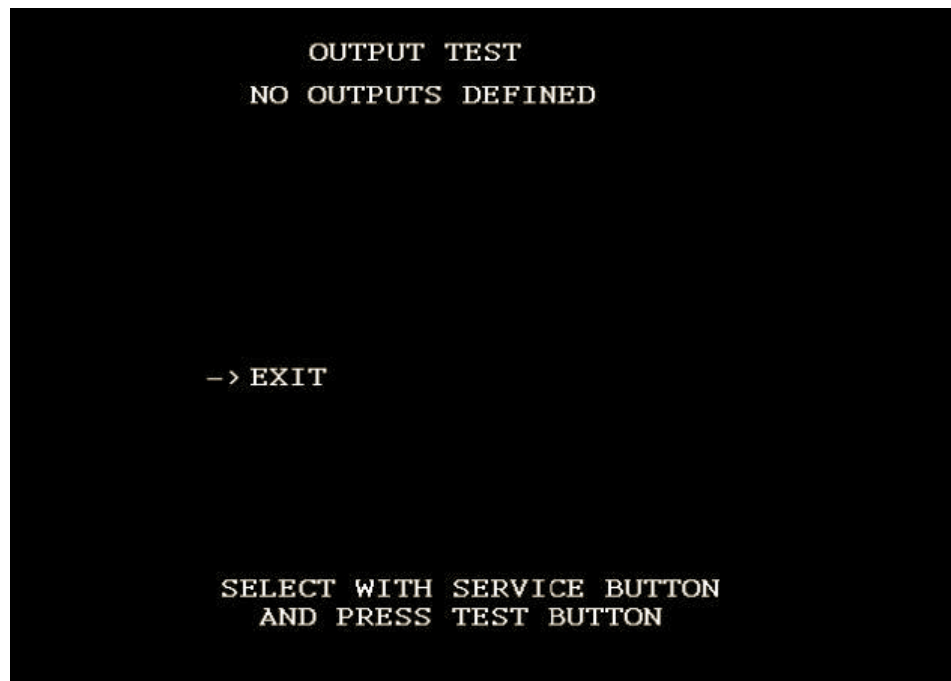 OUTPUT TEST
NO OUTPUTS DEFINED
-> EXIT
SELECT WITH SERVICE BUTTON
AND PRESS TEST BUTTON